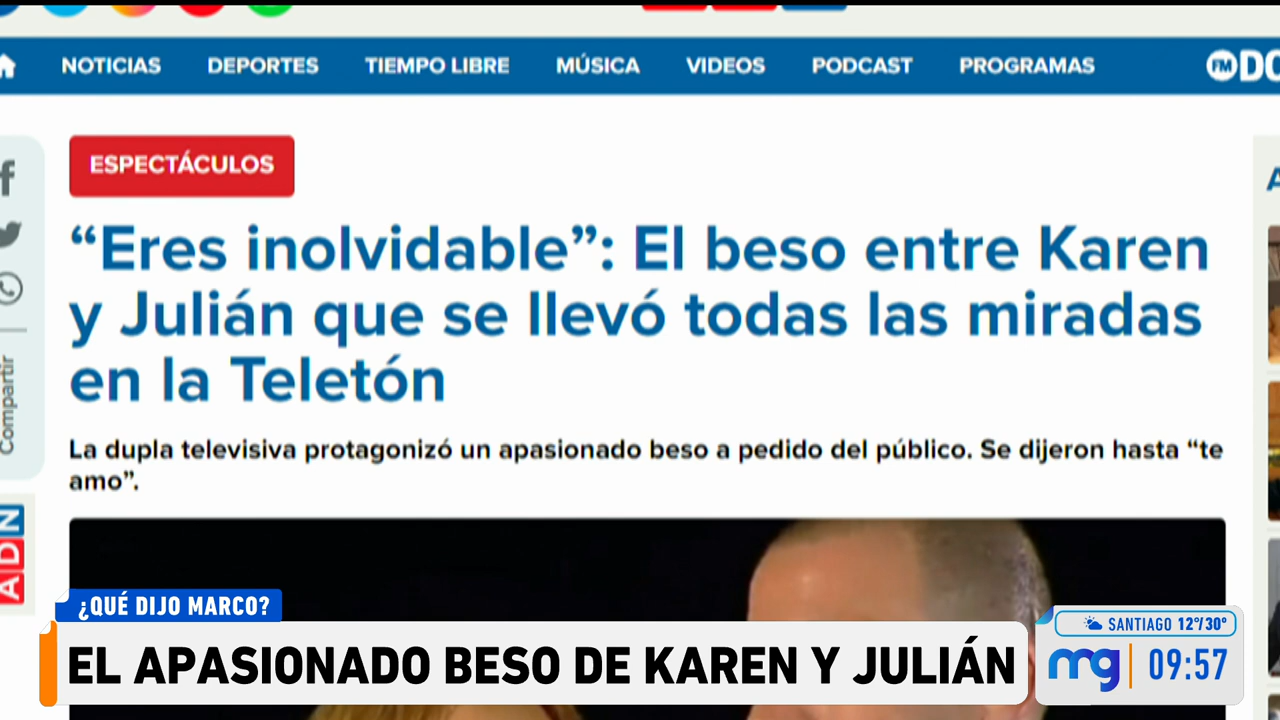 NOTICIAS DEPORTES TIEMPO LIBRE MÚSICA VIDEOS PODCAST PROGRAMAS FM
ESPECTÁCULOS
“Eres inolvidable”: El beso entre Karen
y Julián que se llevó todas las miradas
en la Teletón
La dupla televisiva protagonizó un apasionado beso a pedido del público. Se dijeron hasta “te
amo”.
Compartir
ADN
¿QUÉ DIJO MARCO?
EL APASIONADO BESO DE KAREN Y JULIÁN
SANTIAGO 12°/30°
mg 09:57